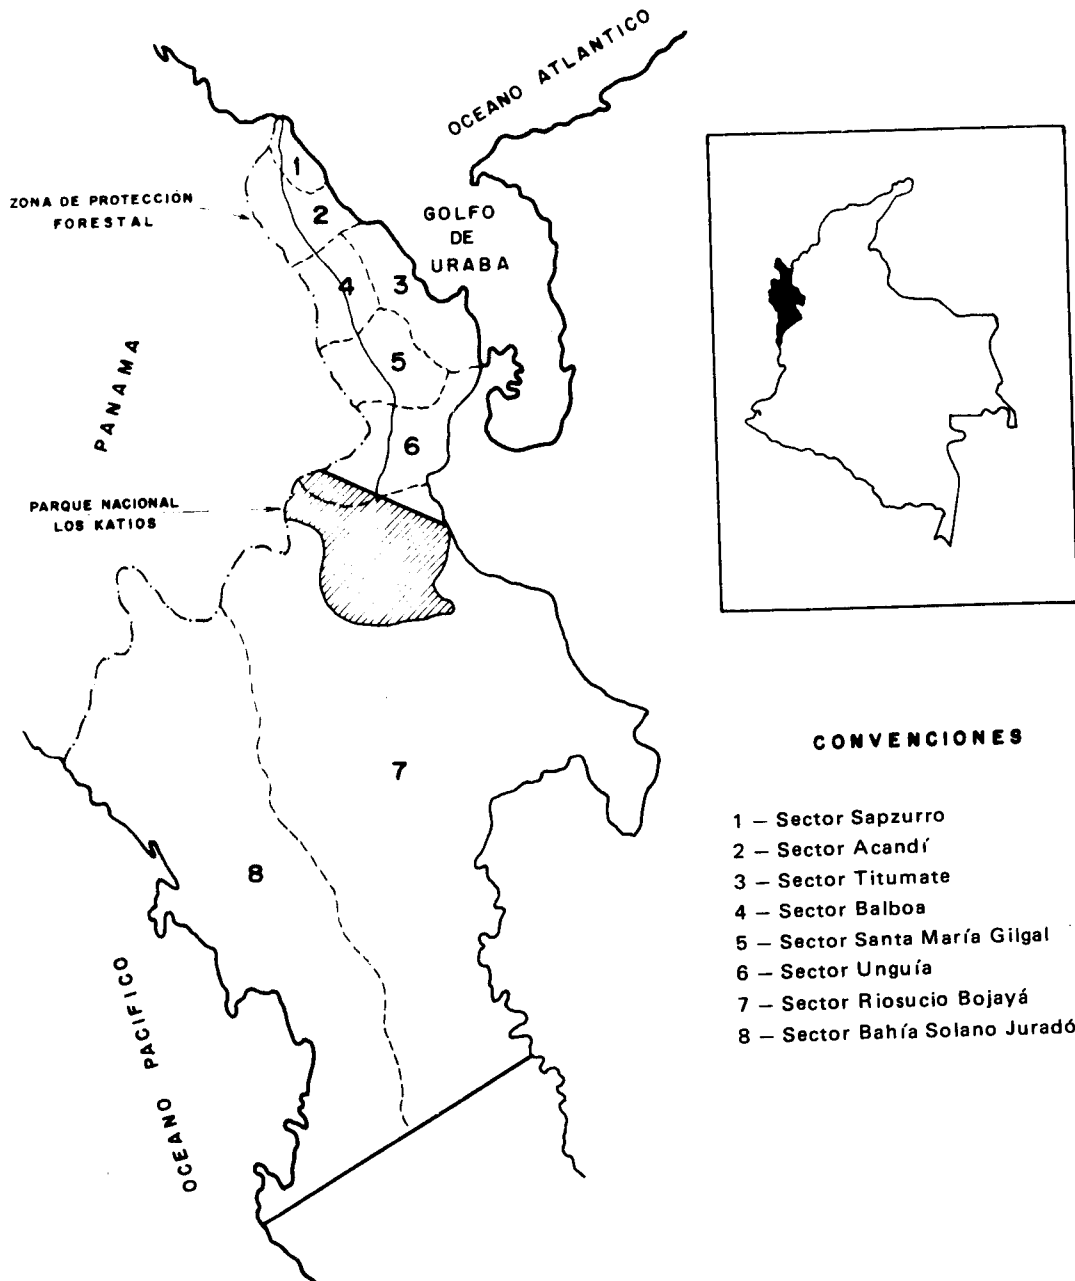 OCEANO ATLANTICO
1
ZONA DE PROTECCIÓN
FORESTAL
2
GOLFO
DE
URABA
4
3
PANAMA
5
6
PARQUE NACIONAL
LOS KATIOS
7
8
OCEANO PACIFICO
CONVENCIONES
1 – Sector Sapzurro
2 – Sector Acandí
3 – Sector Titumate
4 – Sector Balboa
5 – Sector Santa María Gilgal
6 – Sector Unguía
7 – Sector Riosucio Bojayá
8 – Sector Bahía Solano Juradó